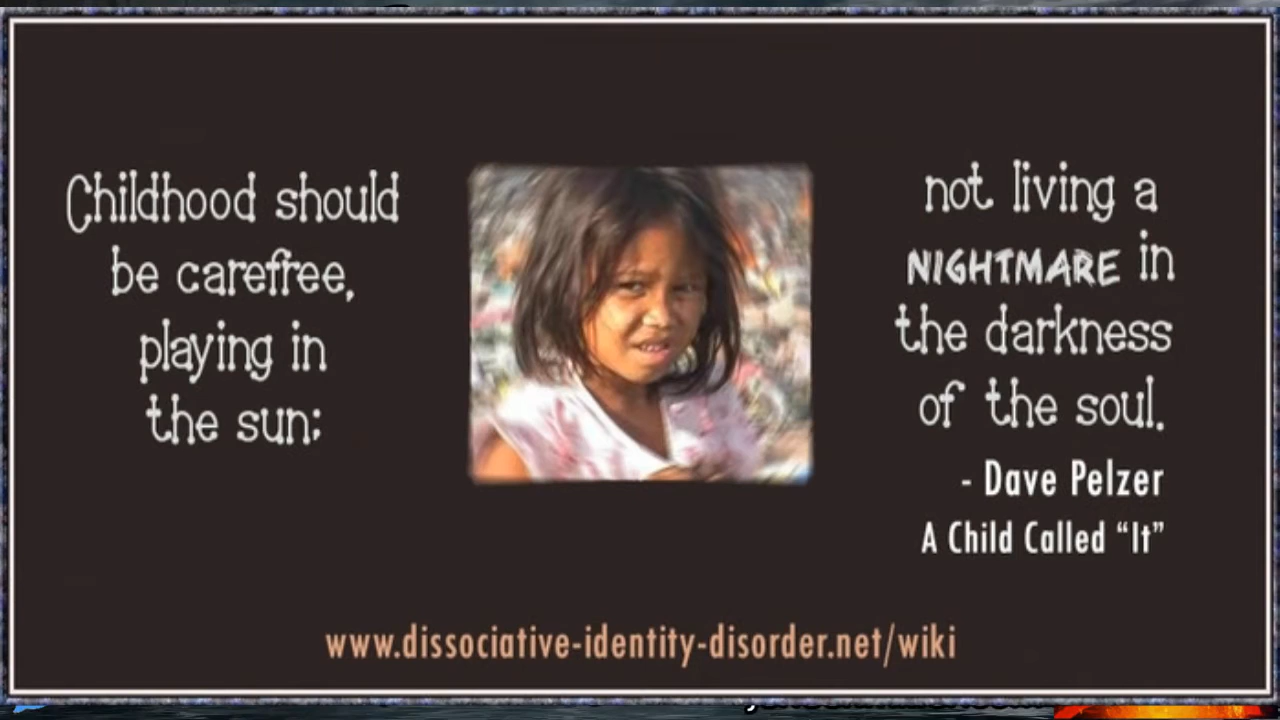 Childhood should
be carefree,
playing in
the sun;
not living a
NIGHTMARE in
the darkness
of the soul.
- Dave Pelzer
A Child Called “It”
www.dissociative-identity-disorder.net/wiki